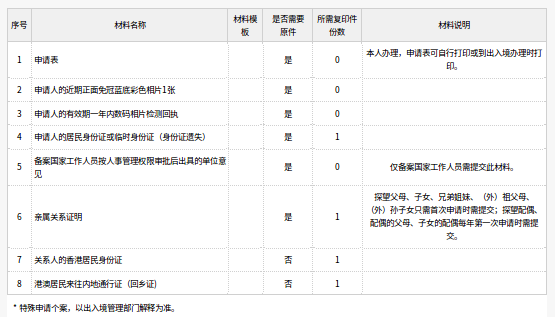 序号 材料名称 材料模板 是否需要原件 所需复印件份数 材料说明
1 申请表 是 0 本人办理，申请表可自行打印或到出入境办理时打印。
2 申请人的近期正面免冠蓝底彩色相片1张 是 0
3 申请人的有效期一年内数码相片检测回执 是 0
4 申请人的居民身份证或临时身份证（身份证遗失） 是 1
5 备案国家工作人员按人事管理权限审批后出具的单位意见 是 0 仅备案国家工作人员需提交此材料。
6 亲属关系证明 是 1 探望父母、子女、兄弟姐妹、（外）祖父母、（外）孙子女只需首次申请时需提交；探望配偶、配偶的父母、子女的配偶每年第一次申请时需提交。
7 关系人的香港居民身份证 否 1
8 港澳居民来往内地通行证（回乡证) 否 1
* 特殊申请个案，以出入境管理部门解释为准。